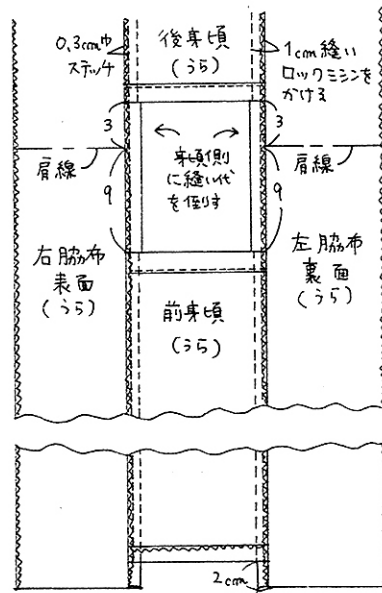 0.3cm巾
ステッチ
後身頃
(うら)
1cm縫い
ロックミシンを
かける
3
3
身頃側
に縫い代
を倒す
肩線
肩線
9
9
右脇布
表面
(うら)
左脇布
裏面
(うら)
前身頃
(うら)
2cm